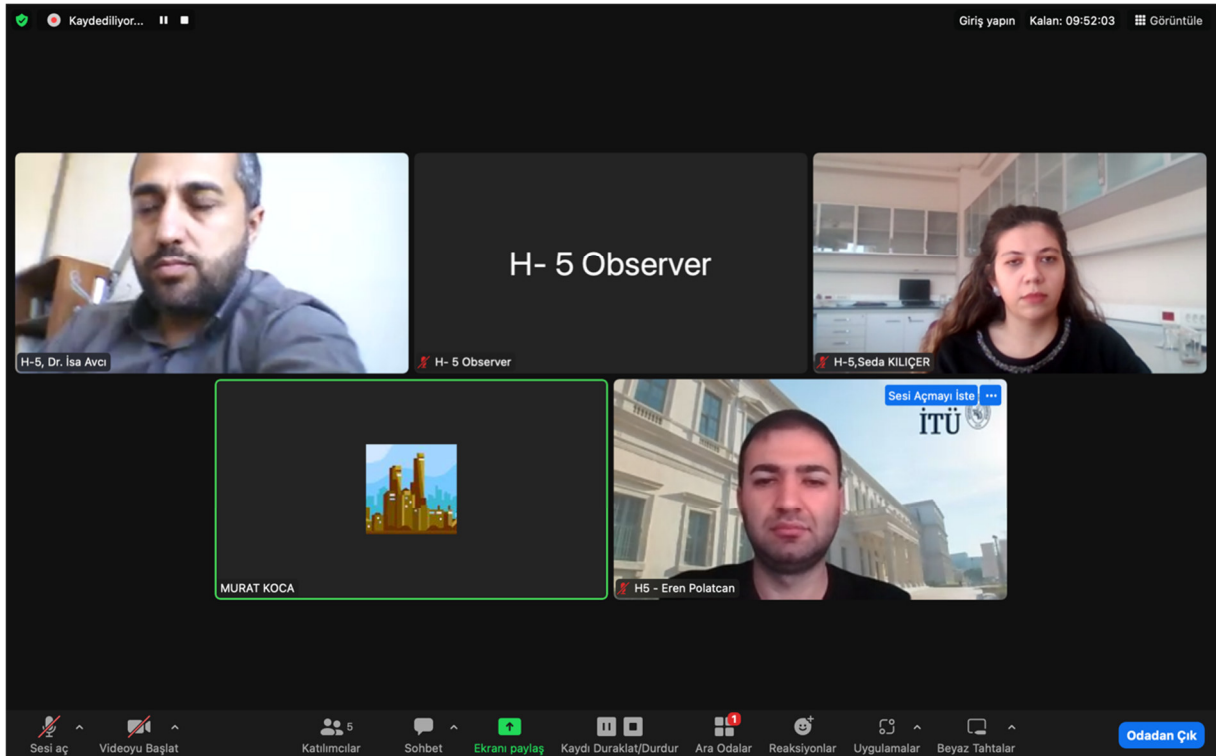 Kaydediliyor...
Giriş yapın
Kalan: 09:52:03
Görüntüle
H- 5 Observer
H-5, Dr. İsa Avcı
H- 5 Observer
H-5,Seda KILIÇER
Sesi Açmayı İste
İTÜ
MURAT KOCA
H5 - Eren Polatcan
Sesi aç
Videoyu Başlat
5
Katılımcılar
Sohbet
Ekranı paylaş
Kaydı Duraklat/Durdur
1
Ara Odalar
Reaksiyonlar
Uygulamalar
Beyaz Tahtalar
Odadan Çık